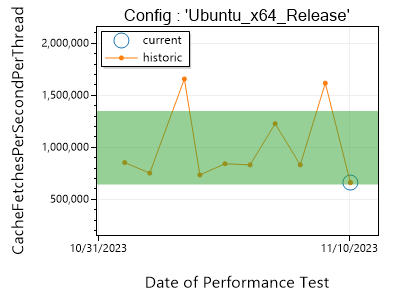 Config : 'Ubuntu_x64_Release'
CacheFetchesPerSecondPerThread
current
historic
2,000,000
1,500,000
1,000,000
500,000
10/31/2023
11/10/2023
Date of Performance Test